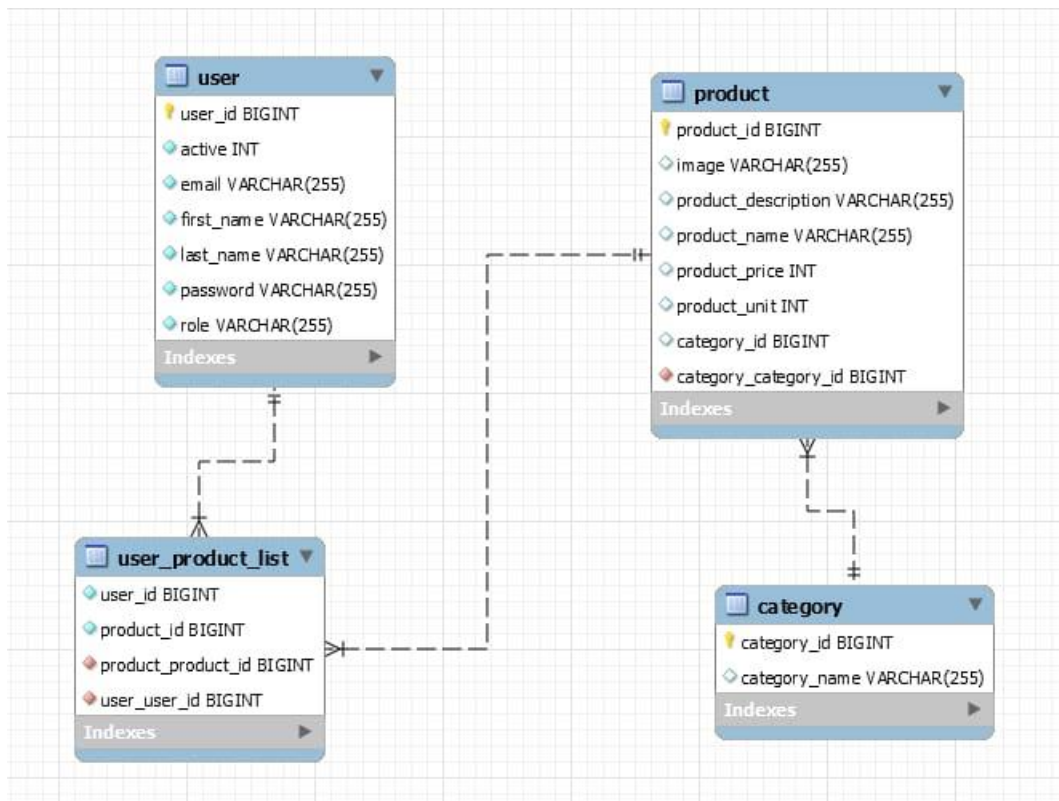 user
user_id BIGINT
active INT
email VARCHAR(255)
first_name VARCHAR(255)
last_name VARCHAR(255)
password VARCHAR(255)
role VARCHAR(255)
Indexes
product
product_id BIGINT
image VARCHAR(255)
product_description VARCHAR(255)
product_name VARCHAR(255)
product_price INT
product_unit INT
category_id BIGINT
category_category_id BIGINT
Indexes
user_product_list
user_id BIGINT
product_id BIGINT
product_product_id BIGINT
user_user_id BIGINT
Indexes
category
category_id BIGINT
category_name VARCHAR(255)
Indexes